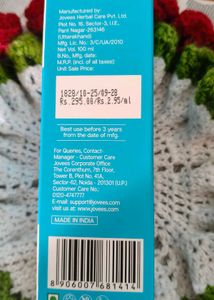 Manufactured by:
Jovees Herbal Care Pvt. Ltd.
Plot No. 16, Sector-3, I.I.E.,
Pant Nagar-263146
(Uttarakhand)
Mfg. Lic. No.: 3/C/UA/2010
Net Vol. 100 ml
B.No., Mfg. date,
M.R.P. (incl. of all taxes)
Unit Sale Price:
1828/10-25/09-28
Rs.295.00/Rs.2.95/ml
Best use before 3 years
from the date of mfg.
For Queries, Contact-
Manager - Customer Care
Jovees Corporate Office
The Corenthum, 7th Floor,
Tower B, Plot No. 41A,
Sector-62, Noida - 201301 (U.P.)
Customer Care No.:
0120-4747777
E-mail: support@jovees.com
visit us at www.jovees.com
MADE IN INDIA
8 906007 681414